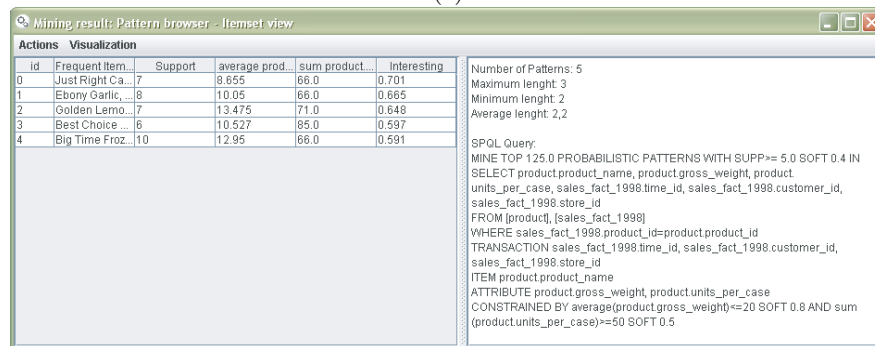 Mining result: Pattern browser - Itemset view
Actions Visualization
id Frequent Item... Support average prod... sum product.... Interesting
0 Just Right Ca... 7 8.655 66.0 0.701
1 Ebony Garlic, ... 8 10.05 66.0 0.665
2 Golden Lemo... 7 13.475 71.0 0.648
3 Best Choice ... 6 10.527 85.0 0.597
4 Big Time Froz... 10 12.95 66.0 0.591
Number of Patterns: 5
Maximum lenght: 3
Minimum lenght: 2
Average lenght: 2,2
SPQL Query:
MINE TOP 125.0 PROBABILISTIC PATTERNS WITH SUPP>= 5.0 SOFT 0.4 IN
SELECT product.product_name, product.gross_weight, product.
units_per_case, sales_fact_1998.time_id, sales_fact_1998.customer_id,
sales_fact_1998.store_id
FROM [product], [sales_fact_1998]
WHERE sales_fact_1998.product_id=product.product_id
TRANSACTION sales_fact_1998.time_id, sales_fact_1998.customer_id,
sales_fact_1998.store_id
ITEM product.product_name
ATTRIBUTE product.gross_weight, product.units_per_case
CONSTRAINED BY average(product.gross_weight)<=20 SOFT 0.8 AND sum
(product.units_per_case)>=50 SOFT 0.5